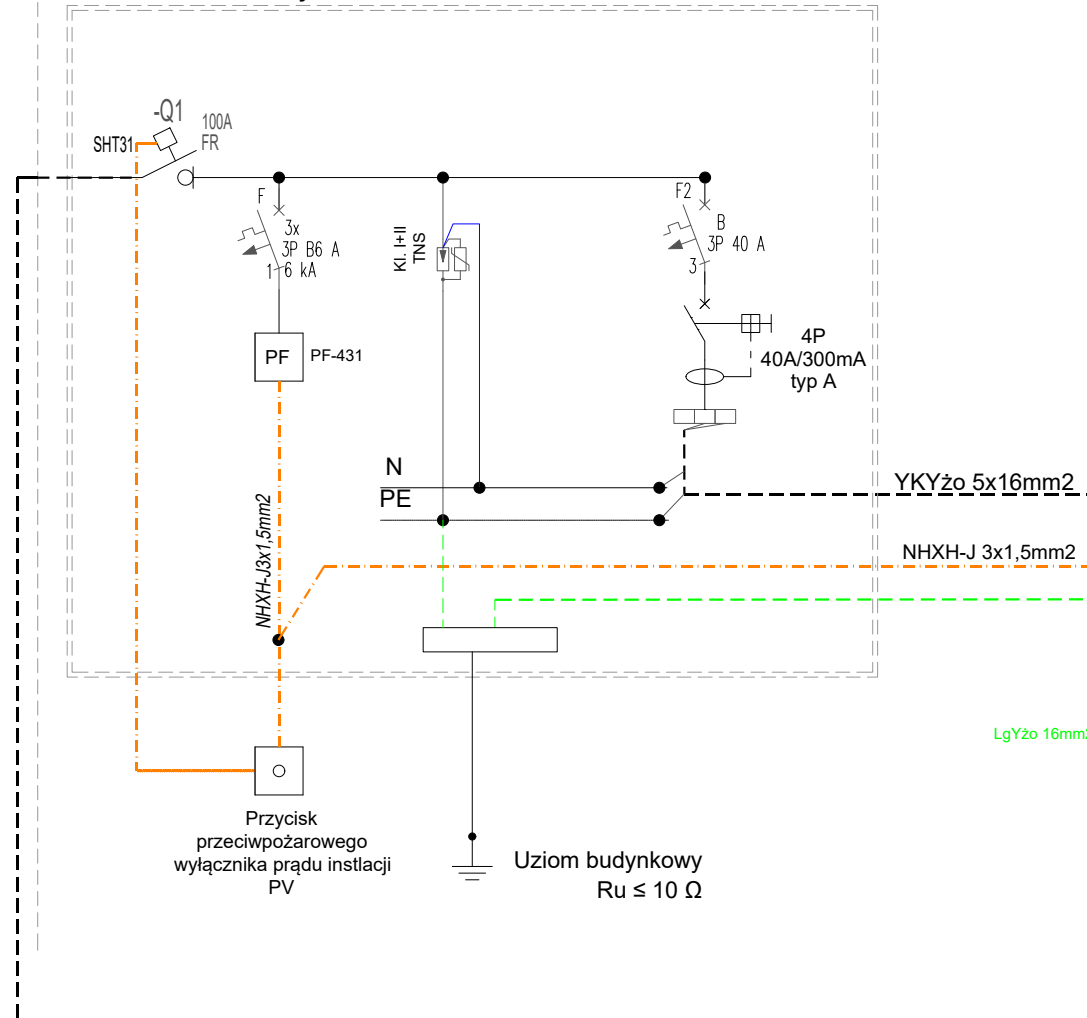 -Q1
100A
FR
SHT31
F
3x
3P B6 A
1 6 kA
PF
PF-431
Kl. I+II
TNS
F2
B
3P 40 A
3
4P
40A/300mA
typ A
N
PE
YKYżo 5x16mm2
NHXH-J 3x1,5mm2
NHXH-J3x1,5mm2
LgYżo 16mm2
Przycisk
przeciwpożarowego
wyłącznika prądu instlacji
PV
Uziom budynkowy
Ru ≤ 10 Ω